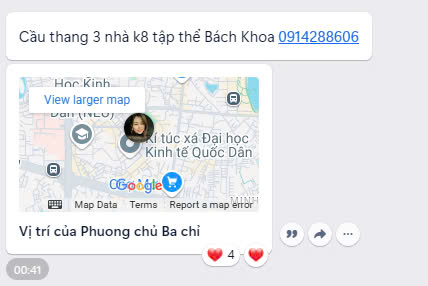 Cầu thang 3 nhà k8 tập thể Bách Khoa 0914288606
Học Kinh
View larger map
Dân (NEU)
Kí túc xá Đại học
Kinh tế Quốc Dân
Google
Map Data
Terms
Report a map error
Vị trí của Phuong chủ Ba chỉ
4
00:41